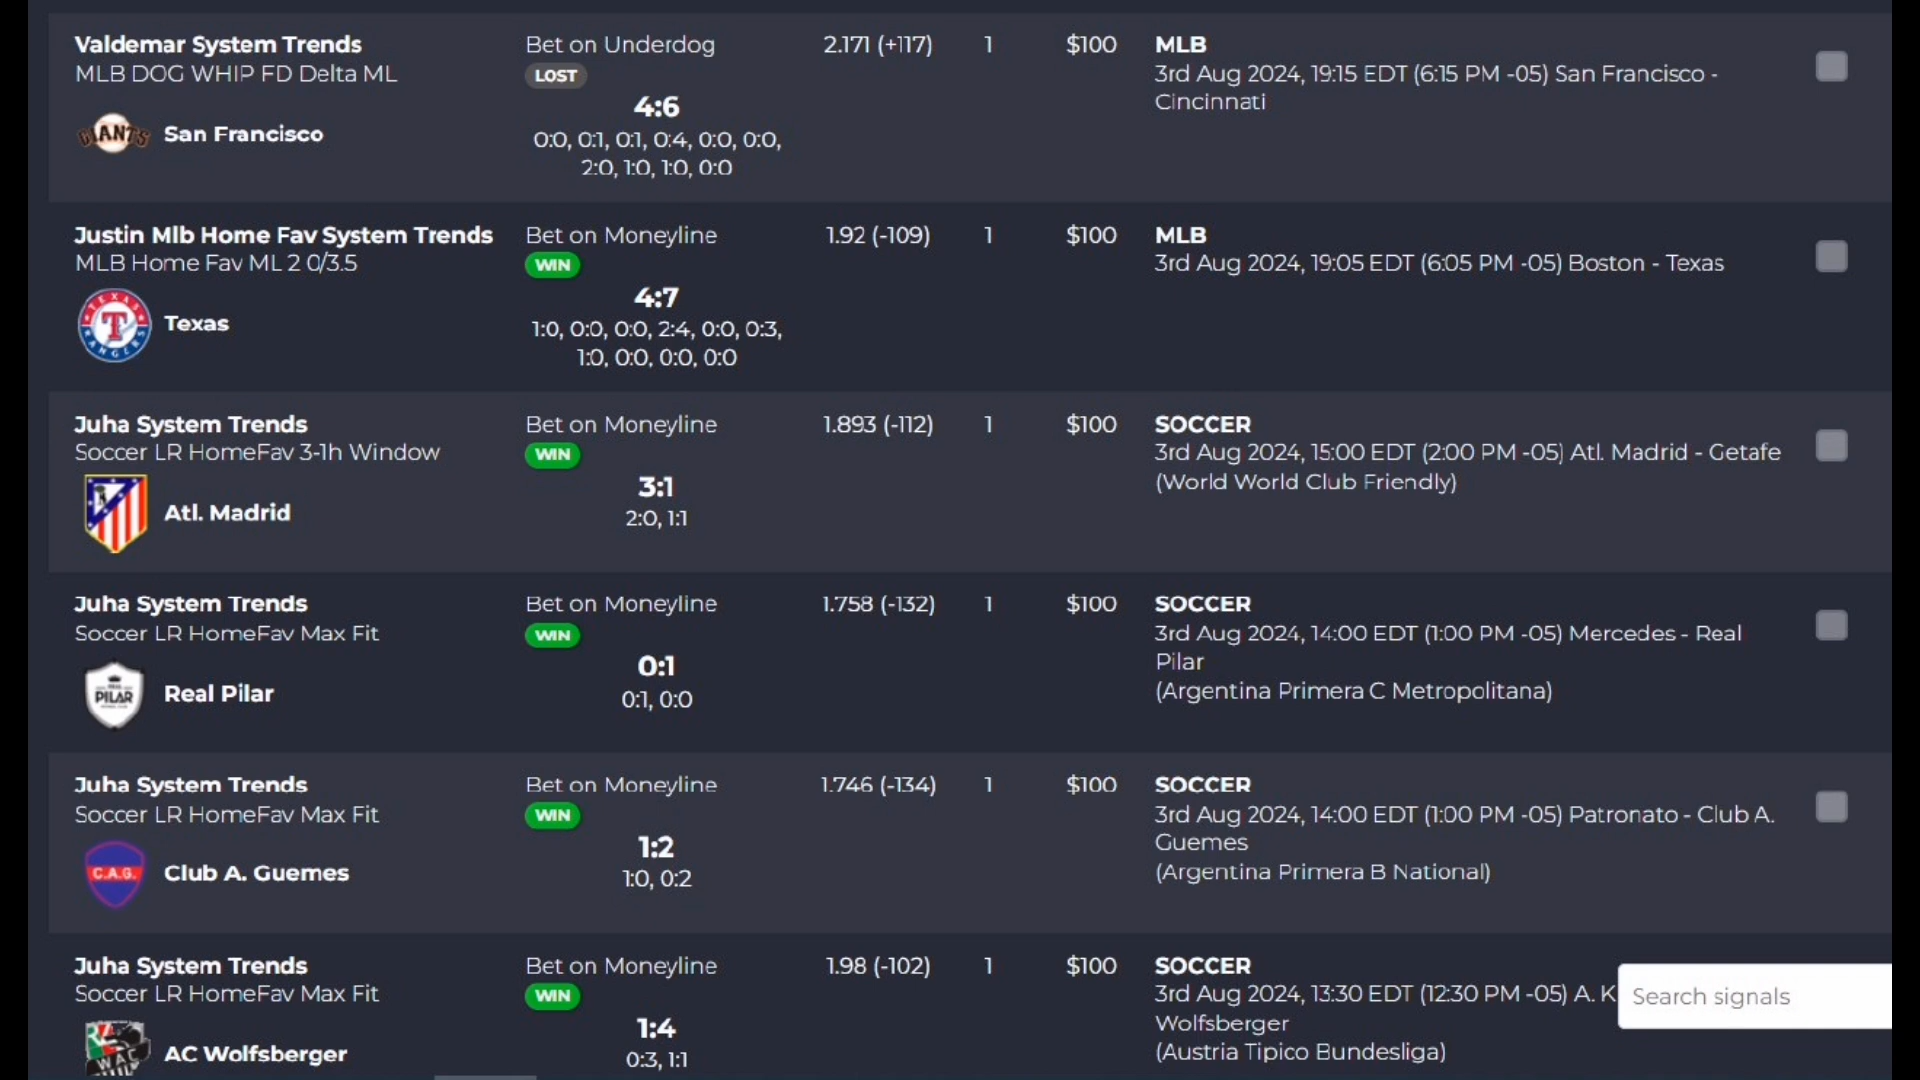 Valdemar System Trends
MLB DOG WHIP FD Delta ML
GIANTS
San Francisco
Bet on Underdog
LOST
4:6
0:0, 0:1, 0:1, 0:4, 0:0, 0:0,
2:0, 1:0, 1:0, 0:0
2.171 (+117)
1
$100
MLB
3rd Aug 2024, 19:15 EDT (6:15 PM -05) San Francisco -
Cincinnati
Justin Mlb Home Fav System Trends
MLB Home Fav ML 2 0/3.5
TEXAS
T
RANGERS
Texas
Bet on Moneyline
WIN
4:7
1:0, 0:0, 0:0, 2:4, 0:0, 0:3,
1:0, 0:0, 0:0, 0:0
1.92 (-109)
1
$100
MLB
3rd Aug 2024, 19:05 EDT (6:05 PM -05) Boston - Texas
Juha System Trends
Soccer LR HomeFav 3-1h Window
Atl. Madrid
Bet on Moneyline
WIN
3:1
2:0, 1:1
1.893 (-112)
1
$100
SOCCER
3rd Aug 2024, 15:00 EDT (2:00 PM -05) Atl. Madrid - Getafe
(World World Club Friendly)
Juha System Trends
Soccer LR HomeFav Max Fit
PILAR
Real Pilar
Bet on Moneyline
WIN
0:1
0:1, 0:0
1.758 (-132)
1
$100
SOCCER
3rd Aug 2024, 14:00 EDT (1:00 PM -05) Mercedes - Real
Pilar
(Argentina Primera C Metropolitana)
Juha System Trends
Soccer LR HomeFav Max Fit
C.A.G.
Club A. Guemes
Bet on Moneyline
WIN
1:2
1:0, 0:2
1.746 (-134)
1
$100
SOCCER
3rd Aug 2024, 14:00 EDT (1:00 PM -05) Patronato - Club A.
Guemes
(Argentina Primera B National)
Juha System Trends
Soccer LR HomeFav Max Fit
WAC
AC Wolfsberger
Bet on Moneyline
WIN
1:4
0:3, 1:1
1.98 (-102)
1
$100
SOCCER
3rd Aug 2024, 13:30 EDT (12:30 PM -05) A. K
Wolfsberger
(Austria Tipico Bundesliga)
Search signals